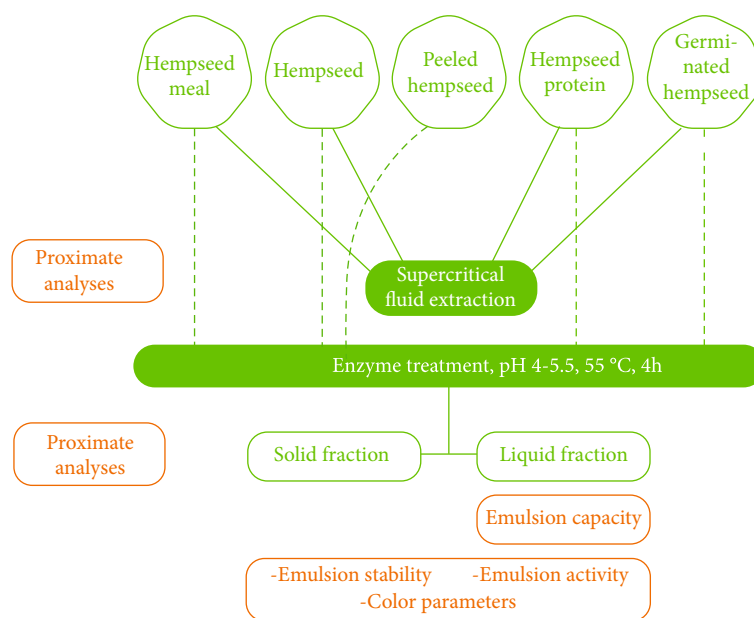 Hempseed
meal
Hempseed
Peeled
hempseed
Hempseed
protein
Germi-
nated
hempseed
Proximate
analyses
Supercritical
fluid extraction
Enzyme treatment, pH 4-5.5, 55 °C, 4h
Proximate
analyses
Solid fraction
Liquid fraction
Emulsion capacity
-Emulsion stability -Emulsion activity
-Color parameters